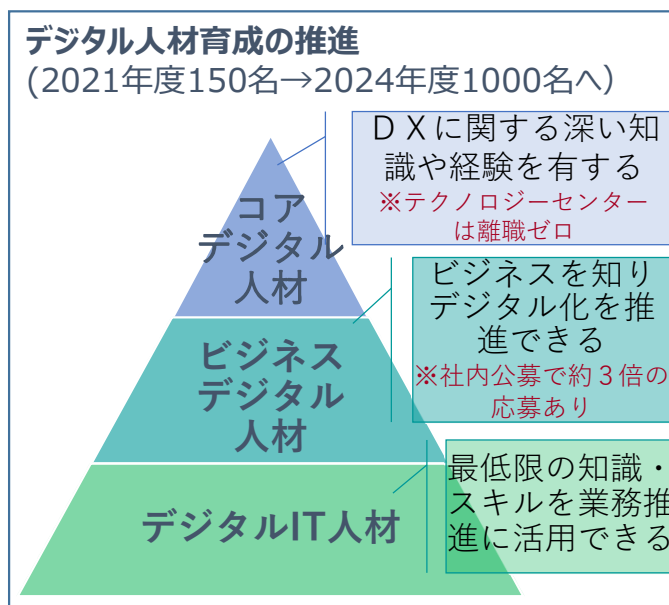 デジタル人材育成の推進
(2021年度150名→2024年度1000名へ）
ＤＸに関する深い知
識や経験を有する
※テクノロジーセンター
は離職ゼロ
コア
デジタル
人材
ビジネスを知り
デジタル化を推
進できる
※社内公募で約３倍の
応募あり
ビジネス
デジタル
人材
最低限の知識・
スキルを業務推
進に活用できる
デジタルIT人材